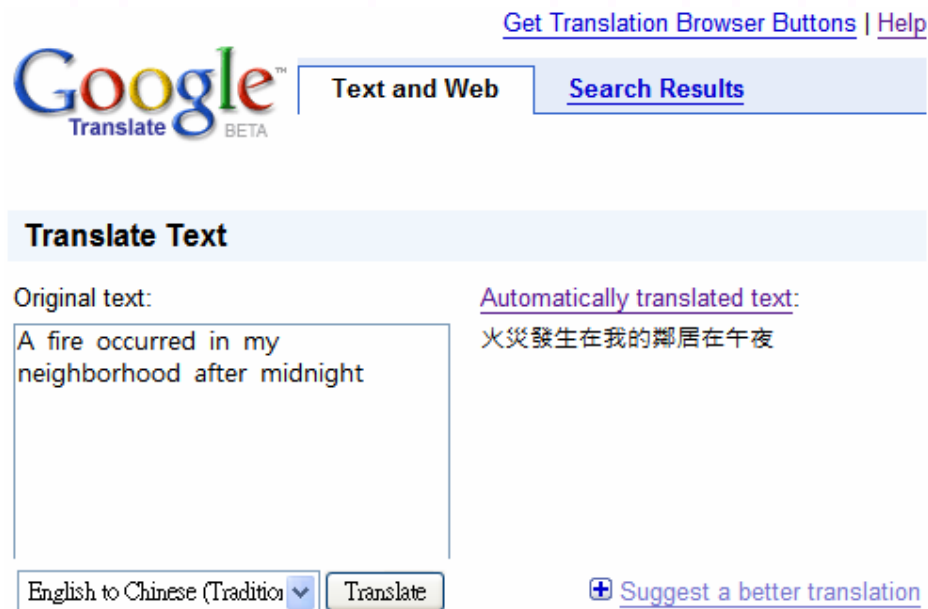 Get Translation Browser Buttons | Help
Google™
Translate BETA
Text and Web
Search Results
Translate Text
Original text:
A fire occurred in my
neighborhood after midnight
English to Chinese (Traditio
Translate
Automatically translated text:
火災發生在我的鄰居在午夜
Suggest a better translation